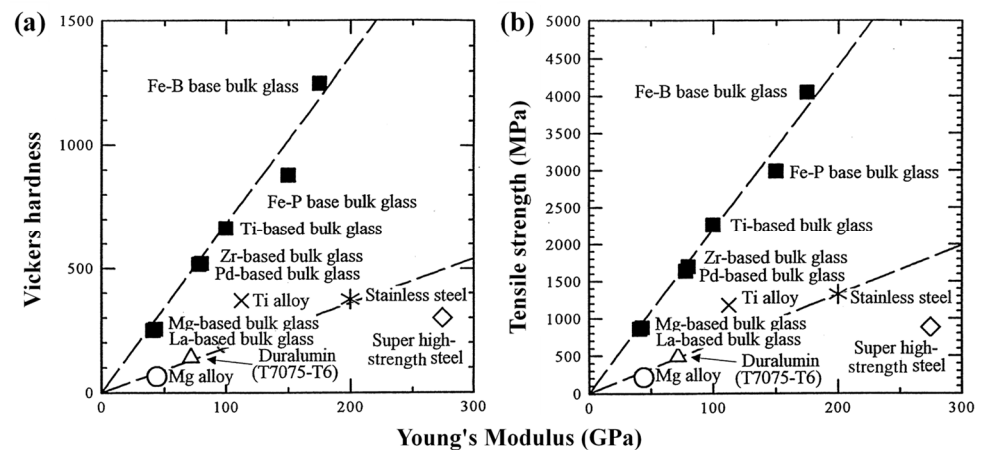 (a)
1500
1000
500
0
Vickers hardness
Fe-B base bulk glass
Fe-P base bulk glass
Ti-based bulk glass
Zr-based bulk glass
Pd-based bulk glass
Ti alloy
Stainless steel
Mg-based bulk glass
La-based bulk glass
Super high-
strength steel
Duralumin
(T7075-T6)
Mg alloy
0 100 200 300
(b)
5000
4500
4000
3500
3000
2500
2000
1500
1000
500
0
Tensile strength (MPa)
Fe-B base bulk glass
Fe-P base bulk glass
Ti-based bulk glass
Zr-based bulk glass
Pd-based bulk glass
Ti alloy
Stainless steel
Mg-based bulk glass
La-based bulk glass
Super high-
strength steel
Duralumin
(T7075-T6)
Mg alloy
0 100 200 300
Young's Modulus (GPa)